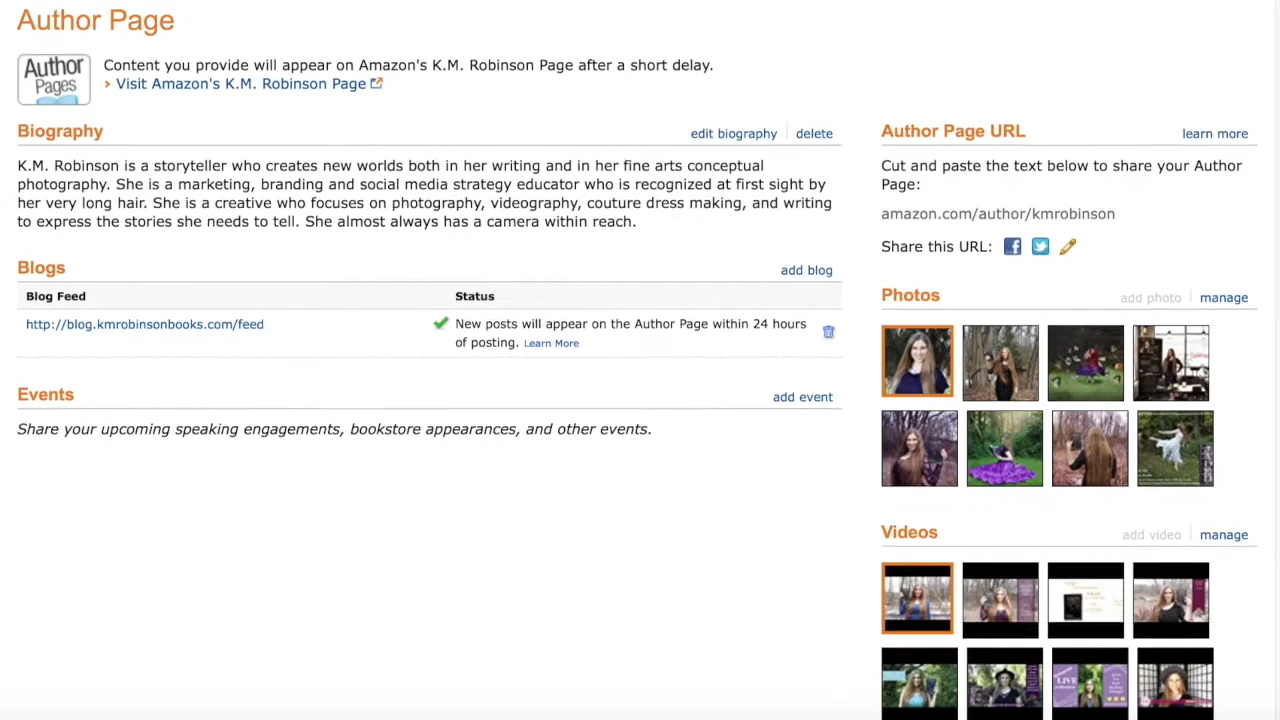 Author Page
Author
Pages
Content you provide will appear on Amazon's K.M. Robinson Page after a short delay.
› Visit Amazon's K.M. Robinson Page
Biography
edit biography
delete
K.M. Robinson is a storyteller who creates new worlds both in her writing and in her fine arts conceptual
photography. She is a marketing, branding and social media strategy educator who is recognized at first sight by
her very long hair. She is a creative who focuses on photography, videography, couture dress making, and writing
to express the stories she needs to tell. She almost always has a camera within reach.
Blogs
add blog
Blog Feed
Status
http://blog.kmrobinsonbooks.com/feed
New posts will appear on the Author Page within 24 hours
of posting. Learn More
Events
add event
Share your upcoming speaking engagements, bookstore appearances, and other events.
Author Page URL
learn more
Cut and paste the text below to share your Author
Page:
amazon.com/author/kmrobinson
Share this URL:
Photos
add photo
manage
Videos
add video
manage
LIVE